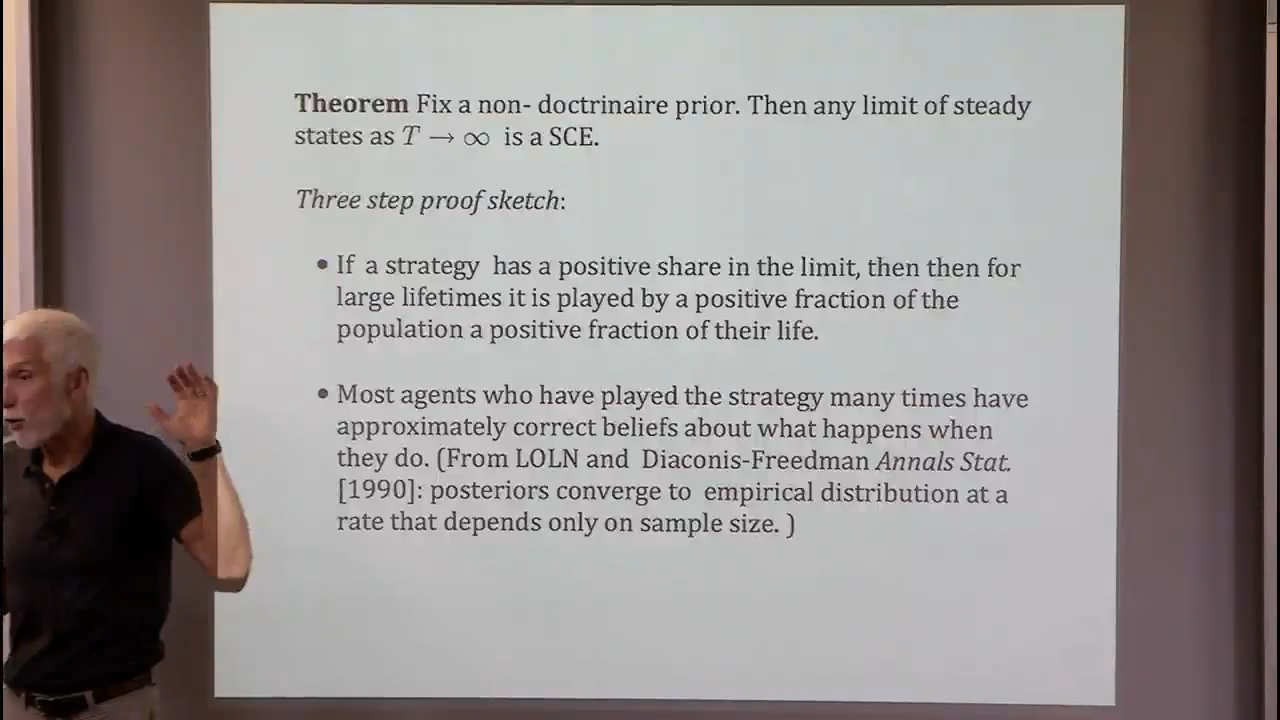 Theorem Fix a non- doctrinaire prior. Then any limit of steady
states as T → ∞ is a SCE.
Three step proof sketch:
• If a strategy has a positive share in the limit, then then for
large lifetimes it is played by a positive fraction of the
population a positive fraction of their life.
• Most agents who have played the strategy many times have
approximately correct beliefs about what happens when
they do. (From LOLN and Diaconis-Freedman Annals Stat.
[1990]: posteriors converge to empirical distribution at a
rate that depends only on sample size. )